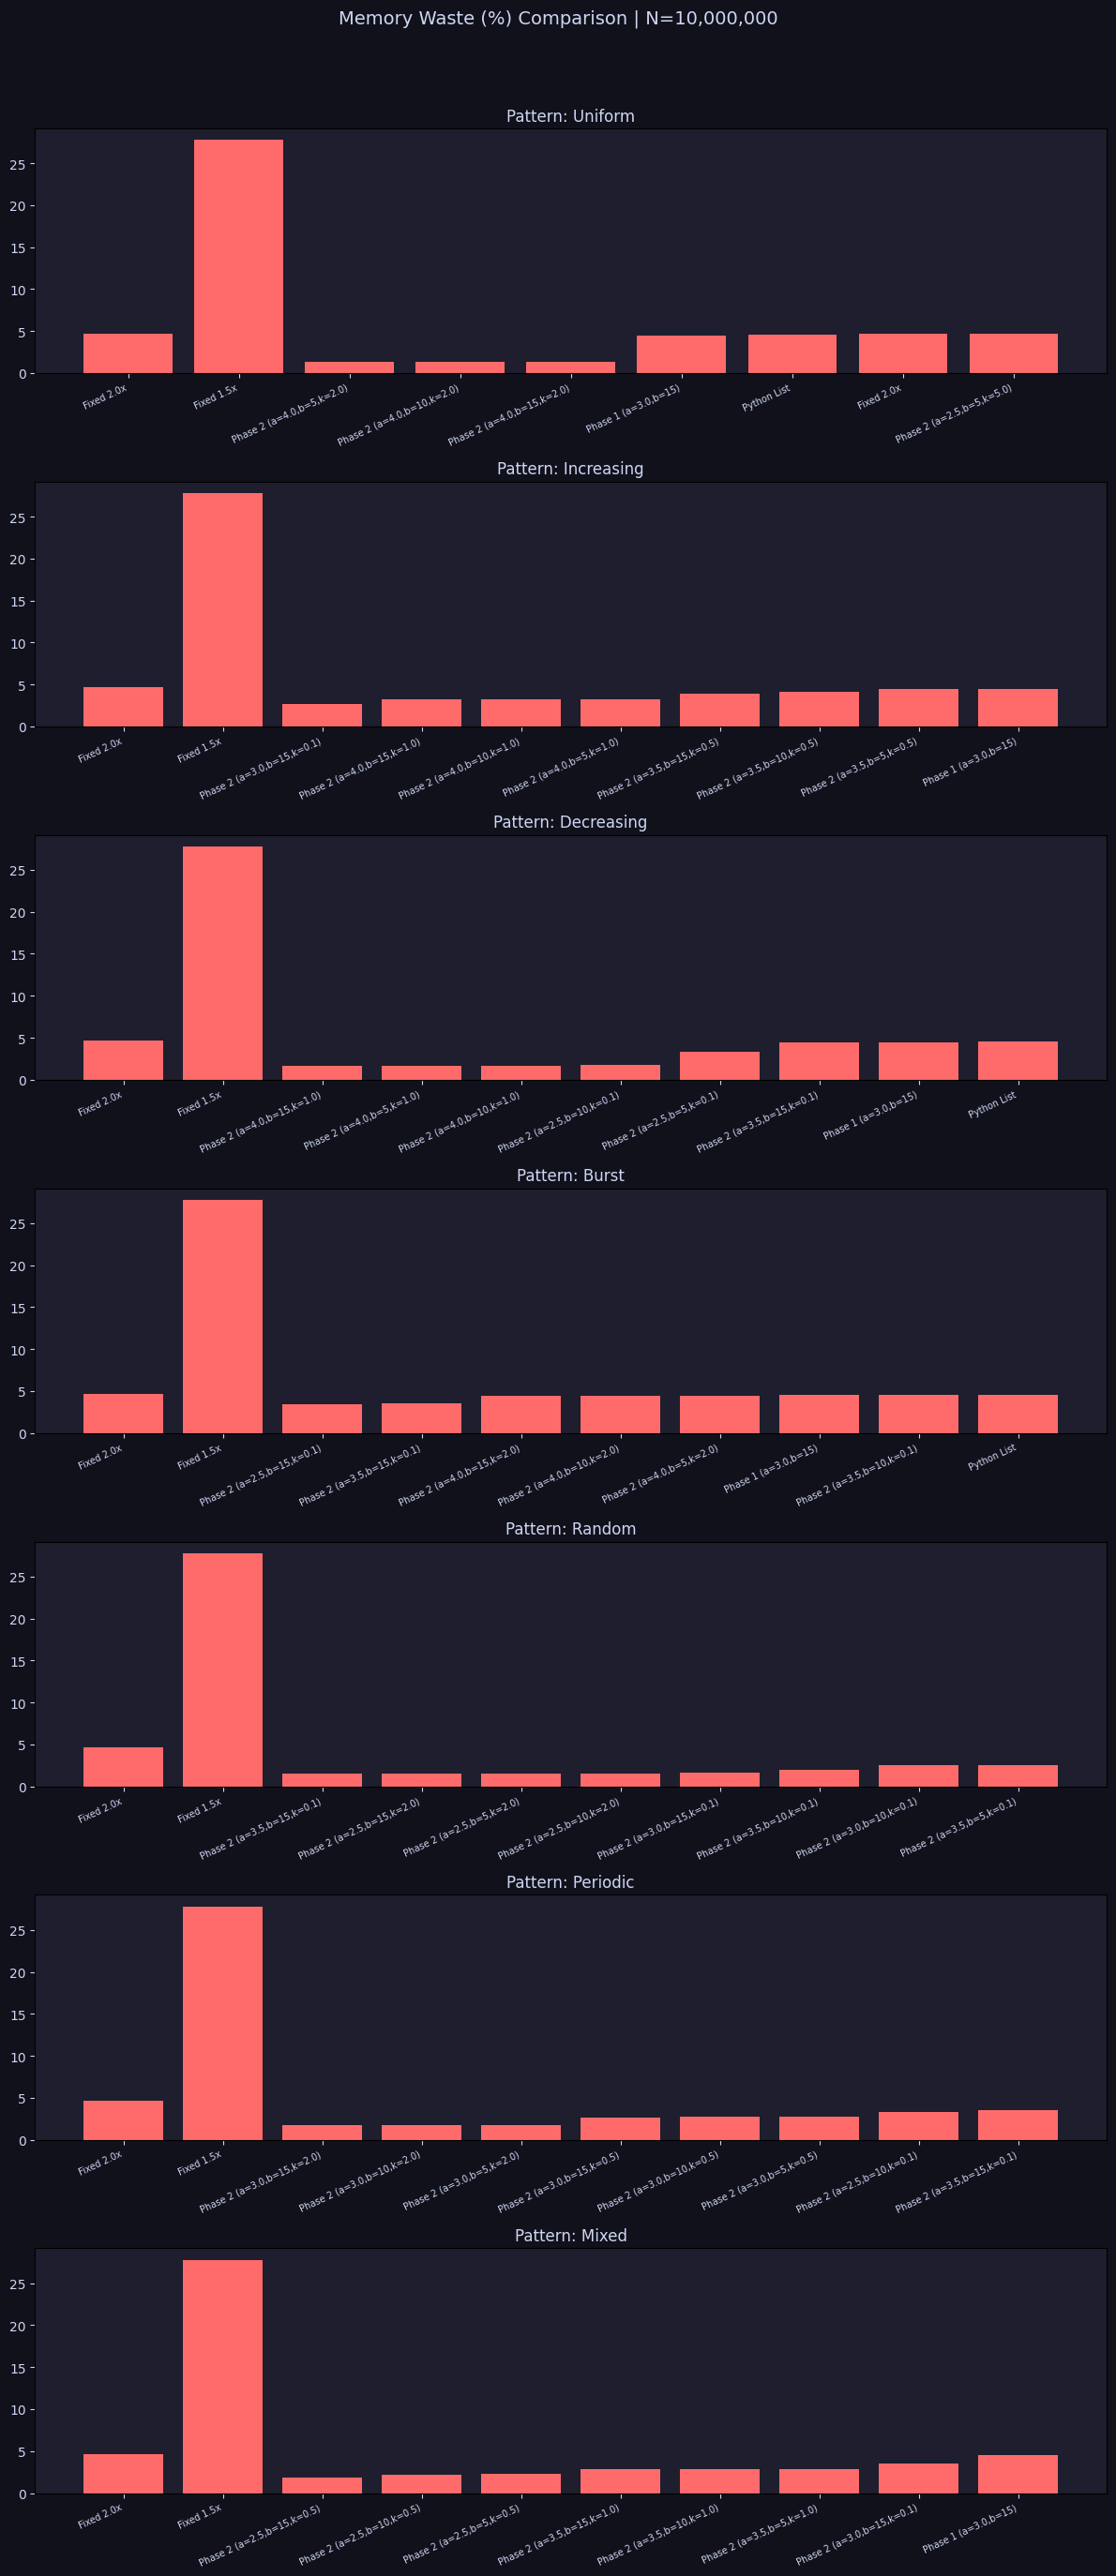 Memory Waste (%) Comparison | N=10,000,000
Pattern: Uniform
25
20
15
10
5
0
Fixed 2.0x
Fixed 1.5x
Phase 2 (a=4.0,b=5,k=2.0)
Phase 2 (a=4.0,b=10,k=2.0)
Phase 2 (a=4.0,b=15,k=2.0)
Phase 1 (a=3.0,b=15)
Python List
Fixed 2.0x
Phase 2 (a=2.5,b=5,k=5.0)
Pattern: Increasing
25
20
15
10
5
0
Fixed 2.0x
Fixed 1.5x
Phase 2 (a=3.0,b=15,k=0.1)
Phase 2 (a=4.0,b=15,k=1.0)
Phase 2 (a=4.0,b=10,k=1.0)
Phase 2 (a=4.0,b=5,k=1.0)
Phase 2 (a=3.5,b=15,k=0.5)
Phase 2 (a=3.5,b=10,k=0.5)
Phase 2 (a=3.5,b=5,k=0.5)
Phase 1 (a=3.0,b=15)
Pattern: Decreasing
25
20
15
10
5
0
Fixed 2.0x
Fixed 1.5x
Phase 2 (a=4.0,b=15,k=1.0)
Phase 2 (a=4.0,b=5,k=1.0)
Phase 2 (a=4.0,b=10,k=1.0)
Phase 2 (a=2.5,b=10,k=0.1)
Phase 2 (a=2.5,b=5,k=0.1)
Phase 2 (a=3.5,b=15,k=0.1)
Phase 1 (a=3.0,b=15)
Python List
Pattern: Burst
25
20
15
10
5
0
Fixed 2.0x
Fixed 1.5x
Phase 2 (a=2.5,b=15,k=0.1)
Phase 2 (a=3.5,b=15,k=0.1)
Phase 2 (a=4.0,b=15,k=2.0)
Phase 2 (a=4.0,b=10,k=2.0)
Phase 2 (a=4.0,b=5,k=2.0)
Phase 1 (a=3.0,b=15)
Phase 2 (a=3.5,b=10,k=0.1)
Python List
Pattern: Random
25
20
15
10
5
0
Fixed 2.0x
Fixed 1.5x
Phase 2 (a=3.5,b=15,k=0.1)
Phase 2 (a=2.5,b=15,k=2.0)
Phase 2 (a=2.5,b=5,k=2.0)
Phase 2 (a=2.5,b=10,k=2.0)
Phase 2 (a=3.0,b=15,k=0.1)
Phase 2 (a=3.5,b=10,k=0.1)
Phase 2 (a=3.0,b=10,k=0.1)
Phase 2 (a=3.5,b=5,k=0.1)
Pattern: Periodic
25
20
15
10
5
0
Fixed 2.0x
Fixed 1.5x
Phase 2 (a=3.0,b=15,k=2.0)
Phase 2 (a=3.0,b=10,k=2.0)
Phase 2 (a=3.0,b=5,k=2.0)
Phase 2 (a=3.0,b=15,k=0.5)
Phase 2 (a=3.0,b=10,k=0.5)
Phase 2 (a=3.0,b=5,k=0.5)
Phase 2 (a=2.5,b=10,k=0.1)
Phase 2 (a=3.5,b=15,k=0.1)
Pattern: Mixed
25
20
15
10
5
0
Fixed 2.0x
Fixed 1.5x
Phase 2 (a=2.5,b=15,k=0.5)
Phase 2 (a=2.5,b=10,k=0.5)
Phase 2 (a=2.5,b=5,k=0.5)
Phase 2 (a=3.5,b=15,k=1.0)
Phase 2 (a=3.5,b=10,k=1.0)
Phase 2 (a=3.5,b=5,k=1.0)
Phase 2 (a=3.0,b=15,k=0.1)
Phase 1 (a=3.0,b=15)